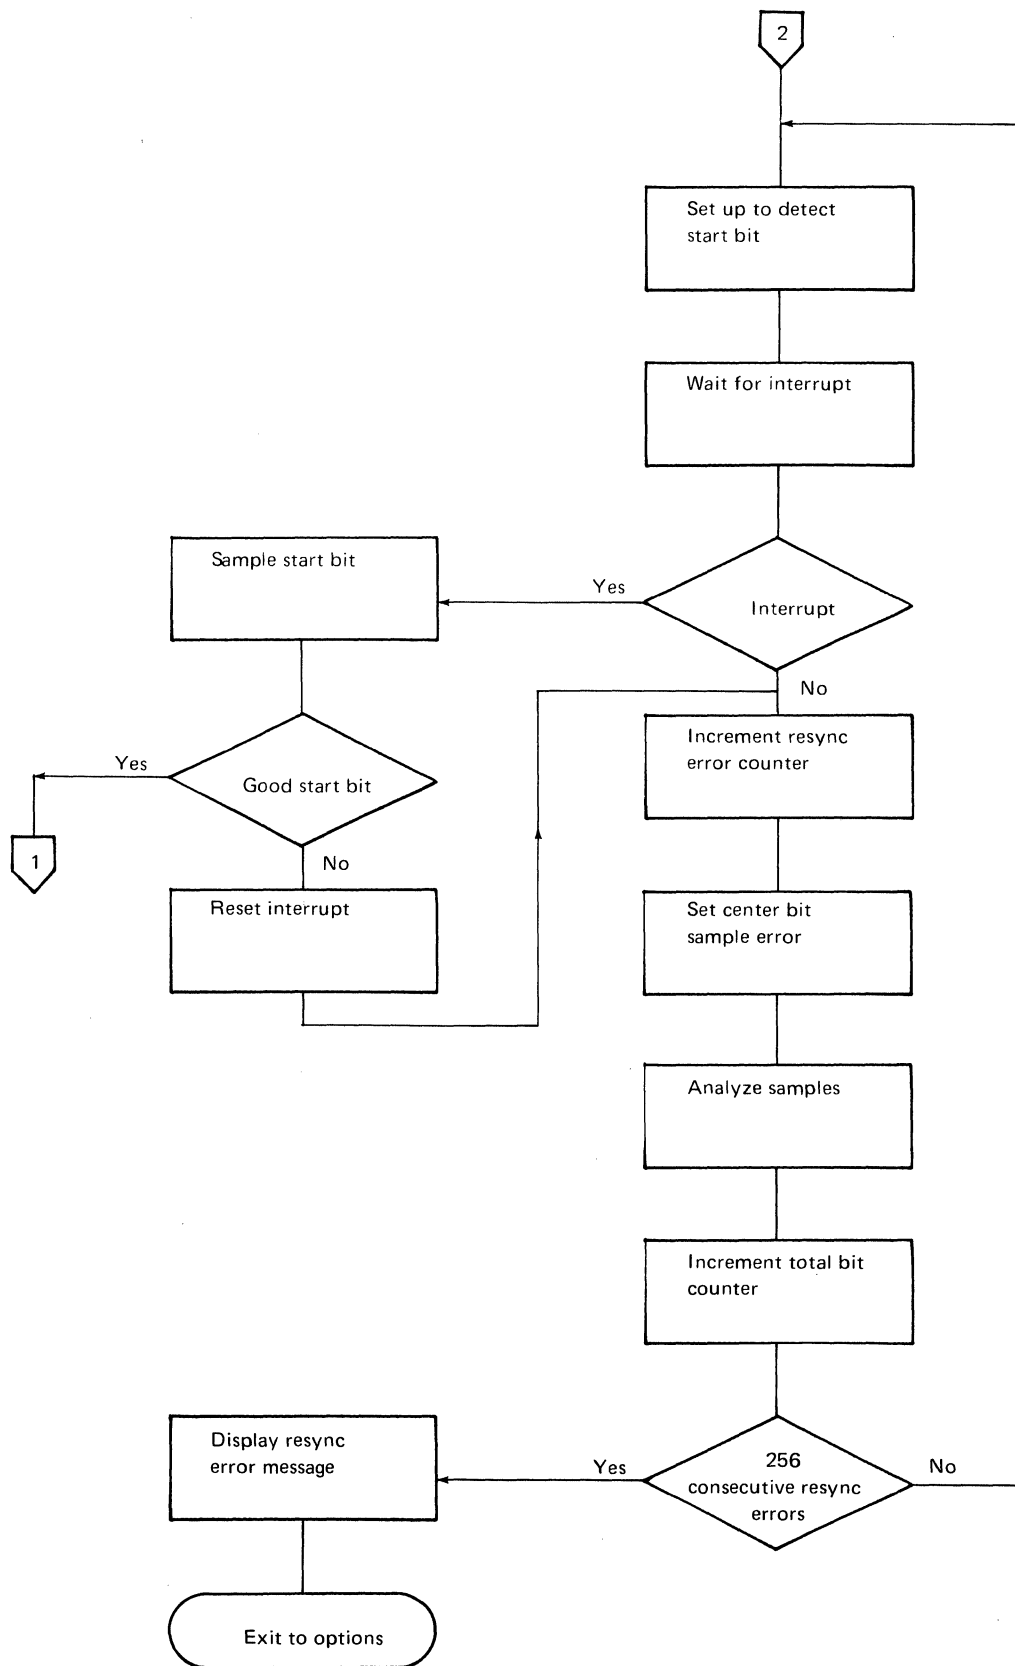 2
Set up to detect
start bit
Wait for interrupt
Sample start bit
Yes
Interrupt
No
Increment resync
error counter
Yes
Good start bit
1
No
Reset interrupt
Set center bit
sample error
Analyze samples
Increment total bit
counter
Display resync
error message
Yes
256
consecutive resync
errors
No
Exit to options